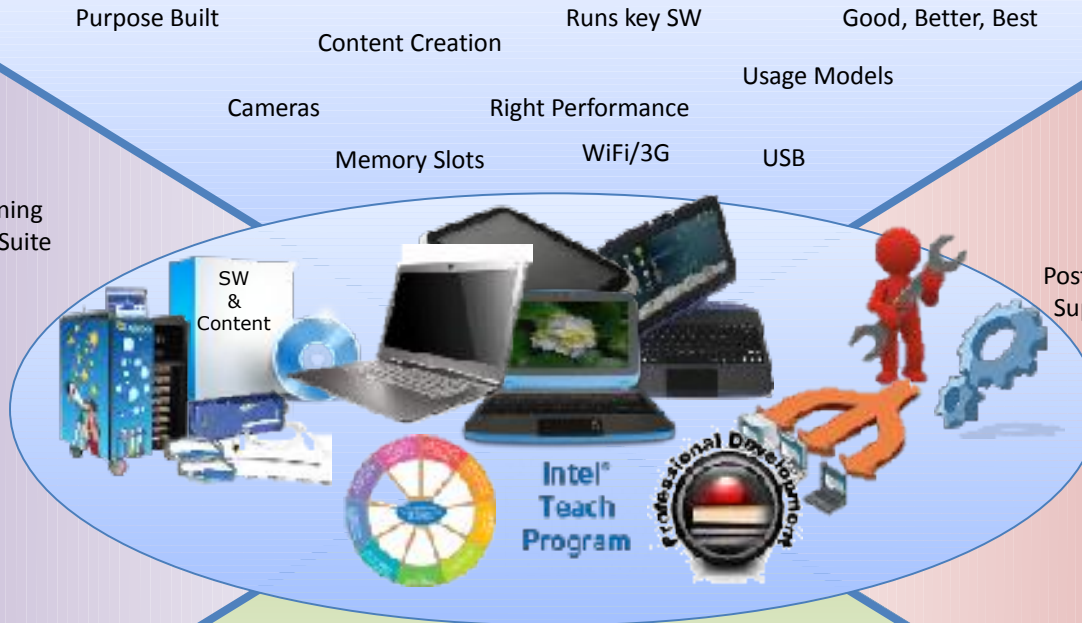 Purpose Built
Runs key SW
Good, Better, Best
Content Creation
Usage Models
Cameras
Right Performance
Memory Slots
WiFi/3G
USB
Suite
SW
&
Content
Intel®
Teach
Program
Professional Development